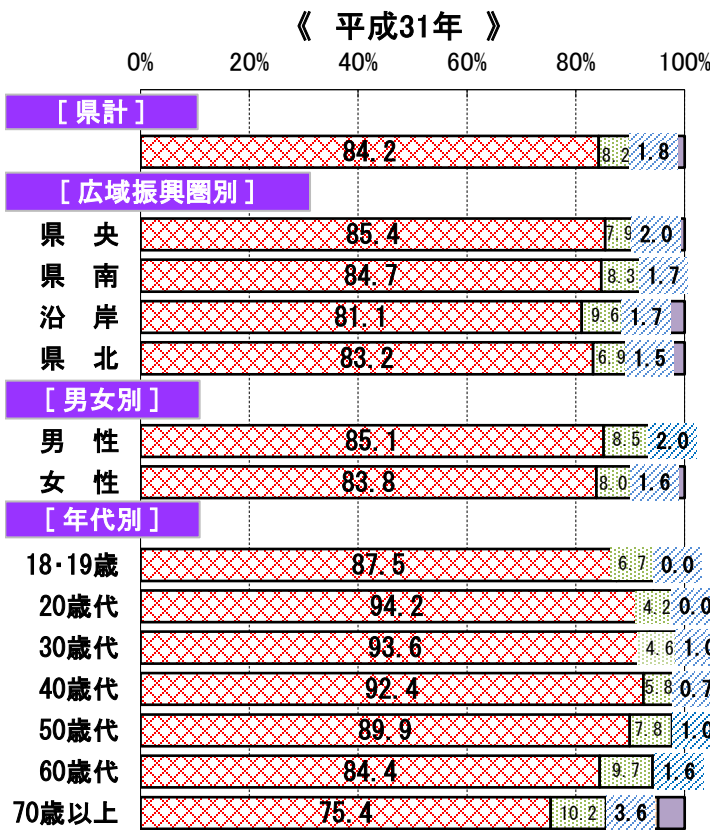 《 平成31年 》
0% 20% 40% 60% 80% 100%
[ 県計 ]
84.2 8.2 1.8
[ 広域振興圏別 ]
県 央 85.4 7.9 2.0
県 南 84.7 8.3 1.7
沿 岸 81.1 9.6 1.7
県 北 83.2 6.9 1.5
[ 男女別 ]
男 性 85.1 8.5 2.0
女 性 83.8 8.0 1.6
[ 年代別 ]
18・19歳 87.5 6.7 0.0
20歳代 94.2 4.2 0.0
30歳代 93.6 4.6 1.0
40歳代 92.4 5.8 0.7
50歳代 89.9 7.8 1.0
60歳代 84.4 9.7 1.6
70歳以上 75.4 10.2 3.6